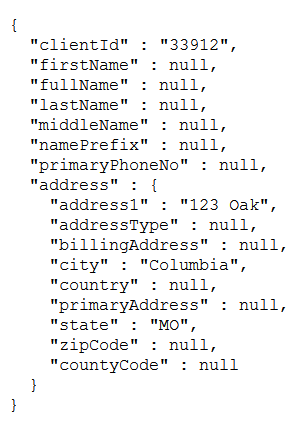 {
  "clientId" : "33912",
  "firstName" : null,
  "fullName" : null,
  "lastName" : null,
  "middleName" : null,
  "namePrefix" : null,
  "primaryPhoneNo" : null,
  "address" : {
    "address1" : "123 Oak",
    "addressType" : null,
    "billingAddress" : null,
    "city" : "Columbia",
    "country" : null,
    "primaryAddress" : null,
    "state" : "MO",
    "zipCode" : null,
    "countyCode" : null
  }
}